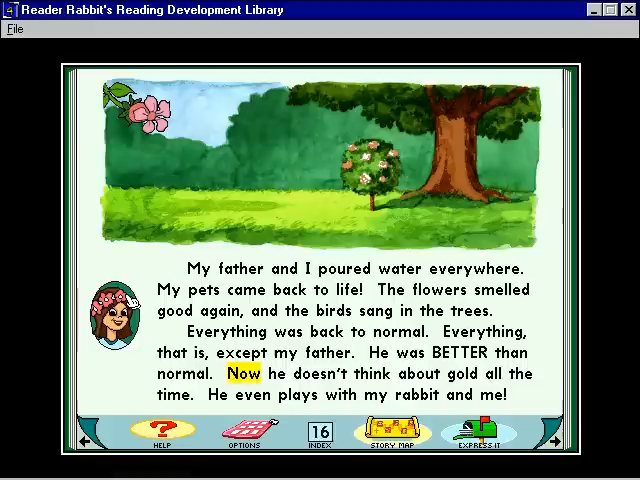 Reader Rabbit's Reading Development Library
File
My father and I poured water everywhere.
My pets came back to life! The flowers smelled
good again, and the birds sang in the trees.
Everything was back to normal. Everything,
that is, except my father. He was BETTER than
normal. Now he doesn't think about gold all the
time. He even plays with my rabbit and me!
?
16
HELP
OPTIONS
INDEX
STORY MAP
EXPRESS IT